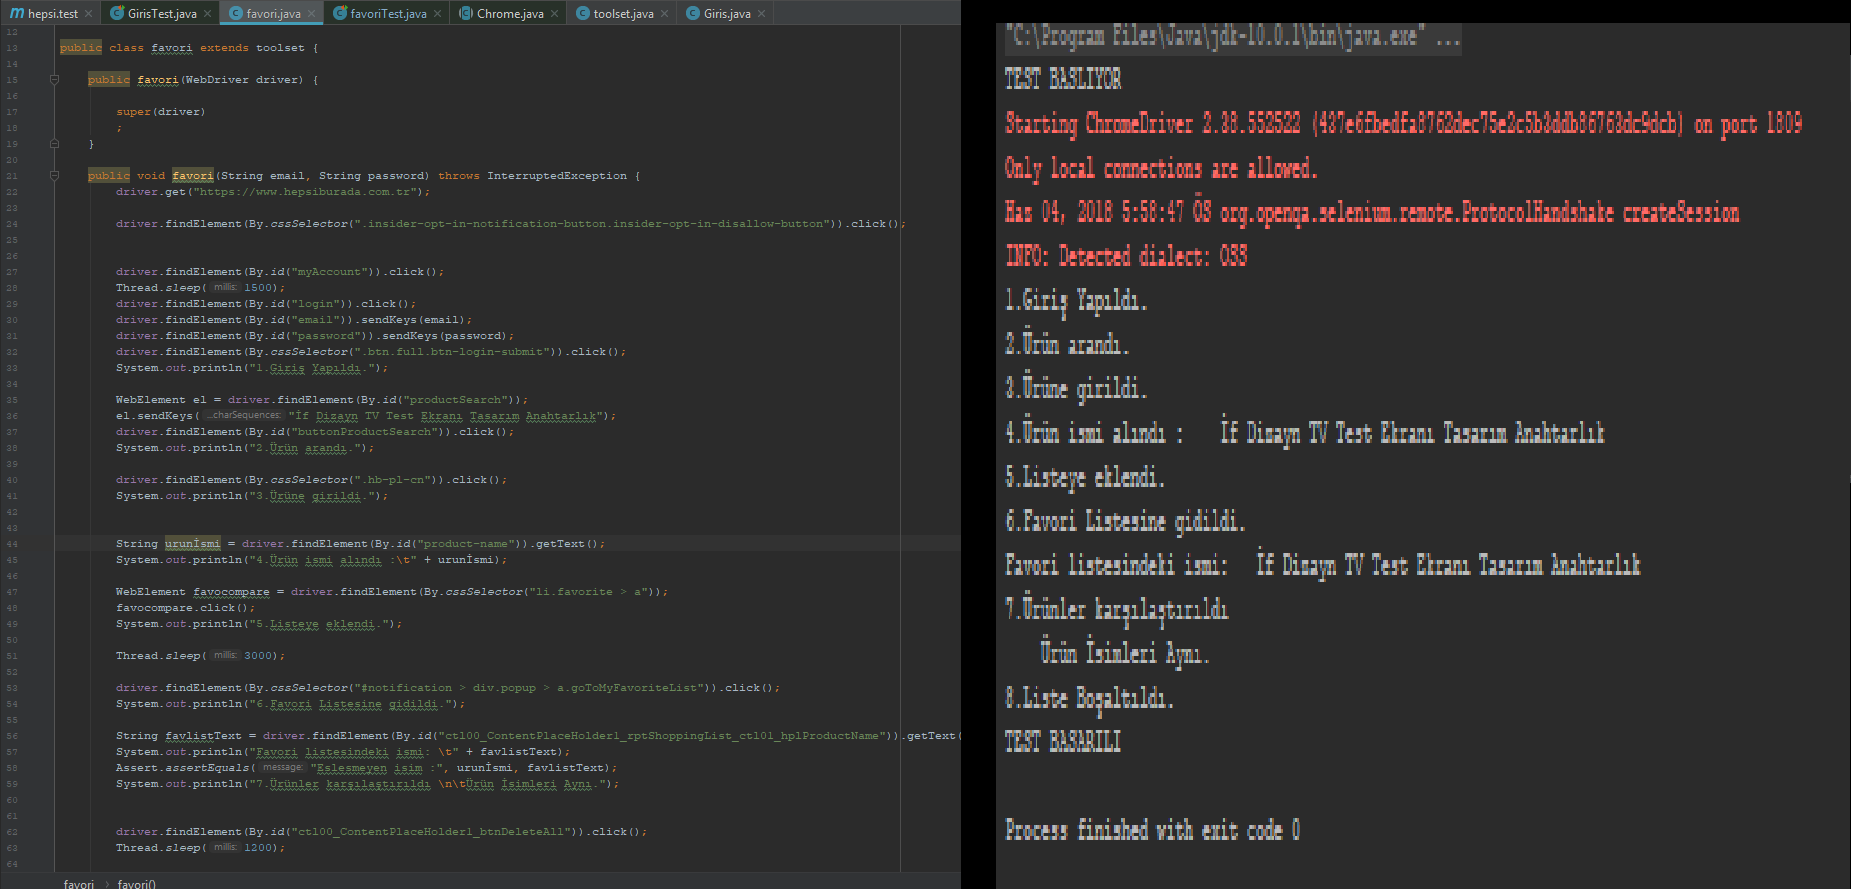 hepsi.test
GirisTest.java
favori.java
favoriTest.java
Chrome.java
toolset.java
Giris.java
12
13 public class favori extends toolset {
14
15 public favori(WebDriver driver) {
16
17 super(driver)
18 ;
19 }
20
21 public void favori(String email, String password) throws InterruptedException {
22 driver.get("https://www.hepsiburada.com.tr");
23
24 driver.findElement(By.cssSelector(".insider-opt-in-notification-button.insider-opt-in-disallow-button")).click();
25
26
27 driver.findElement(By.id("myAccount")).click();
28 Thread.sleep( millis: 1500);
29 driver.findElement(By.id("login")).click();
30 driver.findElement(By.id("email")).sendKeys(email);
31 driver.findElement(By.id("password")).sendKeys(password);
32 driver.findElement(By.cssSelector(".btn.full.btn-login-submit")).click();
33 System.out.println("1.Giriş Yapıldı.");
34
35 WebElement el = driver.findElement(By.id("productSearch"));
36 el.sendKeys( ...charSequences: "İf Dizayn TV Test Ekranı Tasarım Anahtarlık");
37 driver.findElement(By.id("buttonProductSearch")).click();
38 System.out.println("2.Ürün arandı.");
39
40 driver.findElement(By.cssSelector(".hb-pl-cn")).click();
41 System.out.println("3.Ürüne girildi.");
42
43
44 String urunİsmi = driver.findElement(By.id("product-name")).getText();
45 System.out.println("4.Ürün ismi alındı :\t" + urunİsmi);
46
47 WebElement favocompare = driver.findElement(By.cssSelector("li.favorite > a"));
48 favocompare.click();
49 System.out.println("5.Listeye eklendi.");
50
51 Thread.sleep( millis: 3000);
52
53 driver.findElement(By.cssSelector("#notification > div.popup > a.goToMyFavoriteList")).click();
54 System.out.println("6.Favori Listesine gidildi.");
55
56 String favlistText = driver.findElement(By.id("ctl00_ContentPlaceHolder1_rptShoppingList_ctl01_hplProductName")).getText(
57 System.out.println("Favori listesindeki ismi: \t" + favlistText);
58 Assert.assertEquals( message: "Eslesmeyen isim :", urunİsmi, favlistText);
59 System.out.println("7.Ürünler karşılaştırıldı \n\tÜrün İsimleri Aynı.");
60
61
62 driver.findElement(By.id("ctl00_ContentPlaceHolder1_btnDeleteAll")).click();
63 Thread.sleep( millis: 1200);
64
favori > favori()
"C:\Program Files\Java\jdk-10.0.1\bin\java.exe" ...
TEST BASLIYOR
Starting ChromeDriver 2.38.552522 on port 1809
Only local connections are allowed.
Haz 04, 2018 5:58:47 ÖS org.openqa.selenium.remote.ProtocolHandshake createSession
INFO: Detected dialect: OSS
1.Giriş Yapıldı.
2.Ürün arandı.
3.Ürüne girildi.
4.Ürün ismi alındı : İf Dizayn TV Test Ekranı Tasarım Anahtarlık
5.Listeye eklendi.
6.Favori Listesine gidildi.
Favori listesindeki ismi: İf Dizayn TV Test Ekranı Tasarım Anahtarlık
7.Ürünler karşılaştırıldı
Ürün İsimleri Aynı.
8.Liste Boşaltıldı.
TEST BASARILI
Process finished with exit code 0